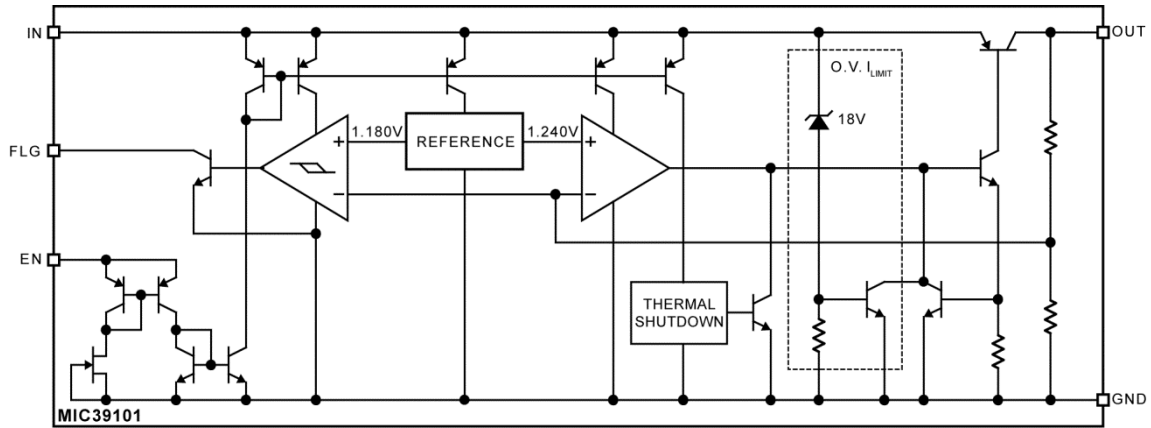 IN
OUT
O.V. I LIMIT
18V
1.180V
REFERENCE
1.240V
FLG
+
+
−
−
EN
THERMAL
SHUTDOWN
GND
MIC39101